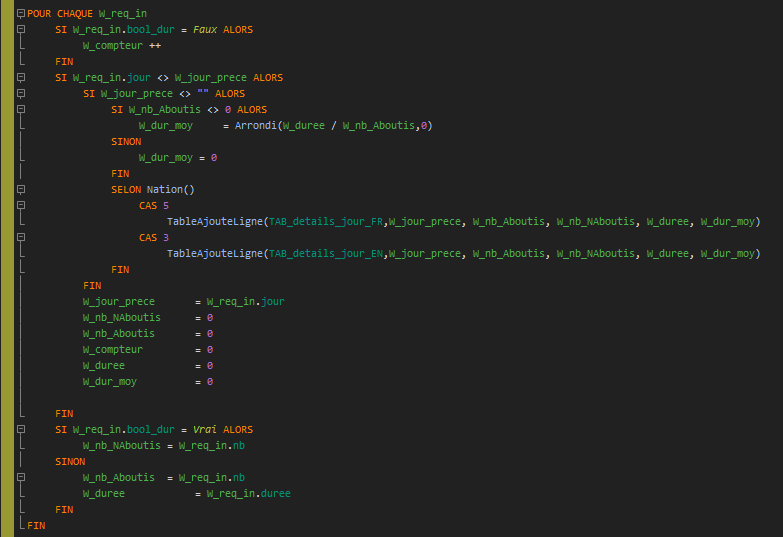 POUR CHAQUE W_req_in
SI W_req_in.bool_dur = Faux ALORS
W_compteur ++
FIN
SI W_req_in.jour <> W_jour_prece ALORS
SI W_jour_prece <> "" ALORS
SI W_nb_Aboutis <> 0 ALORS
W_dur_moy = Arrondi(W_duree / W_nb_Aboutis,0)
SINON
W_dur_moy = 0
FIN
SELON Nation()
CAS 5
TableAjouteLigne(TAB_details_jour_FR,W_jour_prece, W_nb_Aboutis, W_nb_NAboutis, W_duree, W_dur_moy)
CAS 3
TableAjouteLigne(TAB_details_jour_EN,W_jour_prece, W_nb_Aboutis, W_nb_NAboutis, W_duree, W_dur_moy)
FIN
FIN
W_jour_prece = W_req_in.jour
W_nb_NAboutis = 0
W_nb_Aboutis = 0
W_compteur = 0
W_duree = 0
W_dur_moy = 0
FIN
SI W_req_in.bool_dur = Vrai ALORS
W_nb_NAboutis = W_req_in.nb
SINON
W_nb_Aboutis = W_req_in.nb
W_duree = W_req_in.duree
FIN
FIN